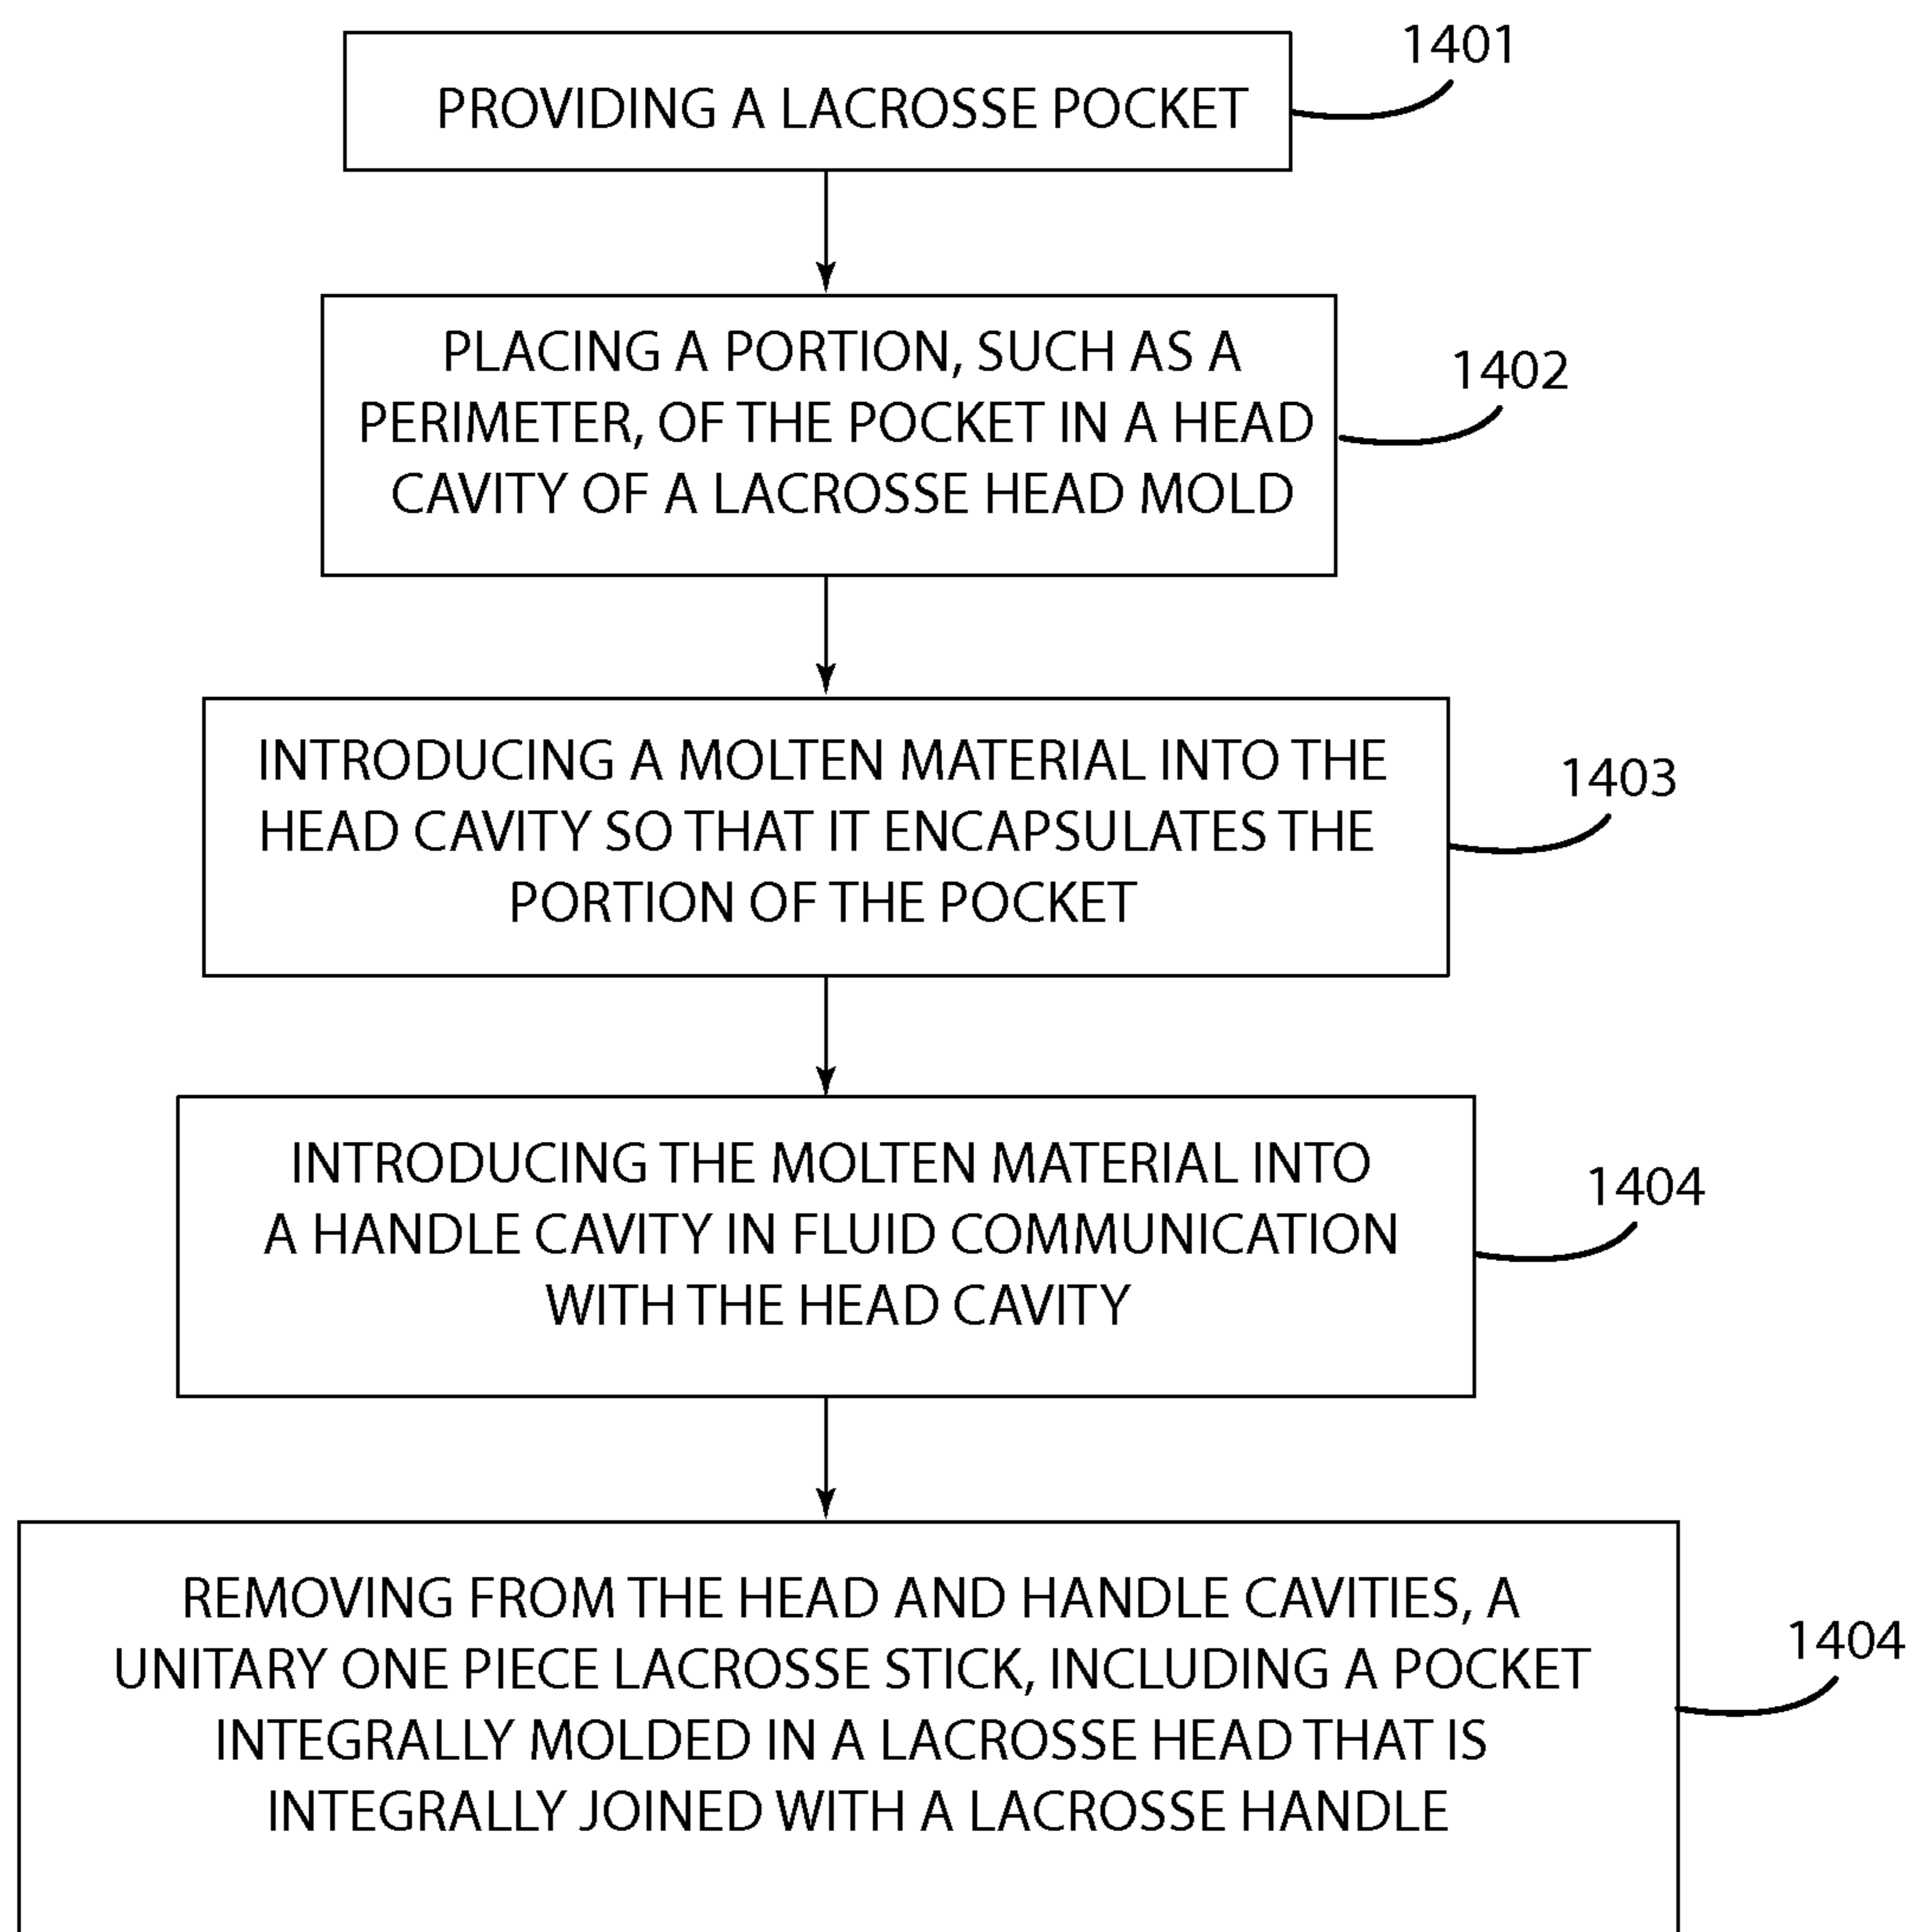 PROVIDING A LACROSSE POCKET
1401
PLACING A PORTION, SUCH AS A
PERIMETER, OF THE POCKET IN A HEAD
CAVITY OF A LACROSSE HEAD MOLD
1402
INTRODUCING A MOLTEN MATERIAL INTO THE
HEAD CAVITY SO THAT IT ENCAPSULATES THE
PORTION OF THE POCKET
1403
INTRODUCING THE MOLTEN MATERIAL INTO
A HANDLE CAVITY IN FLUID COMMUNICATION
WITH THE HEAD CAVITY
1404
REMOVING FROM THE HEAD AND HANDLE CAVITIES, A
UNITARY ONE PIECE LACROSSE STICK, INCLUDING A POCKET
INTEGRALLY MOLDED IN A LACROSSE HEAD THAT IS
INTEGRALLY JOINED WITH A LACROSSE HANDLE
1404